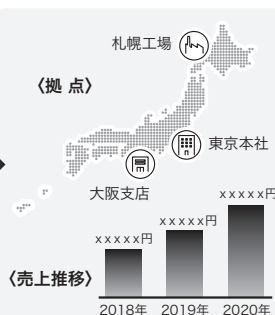 札幌工場
〈拠 点〉
東京本社
大阪支店
xxxxx円
xxxxx円
xxxxx円
〈売上推移〉
2018年 2019年 2020年